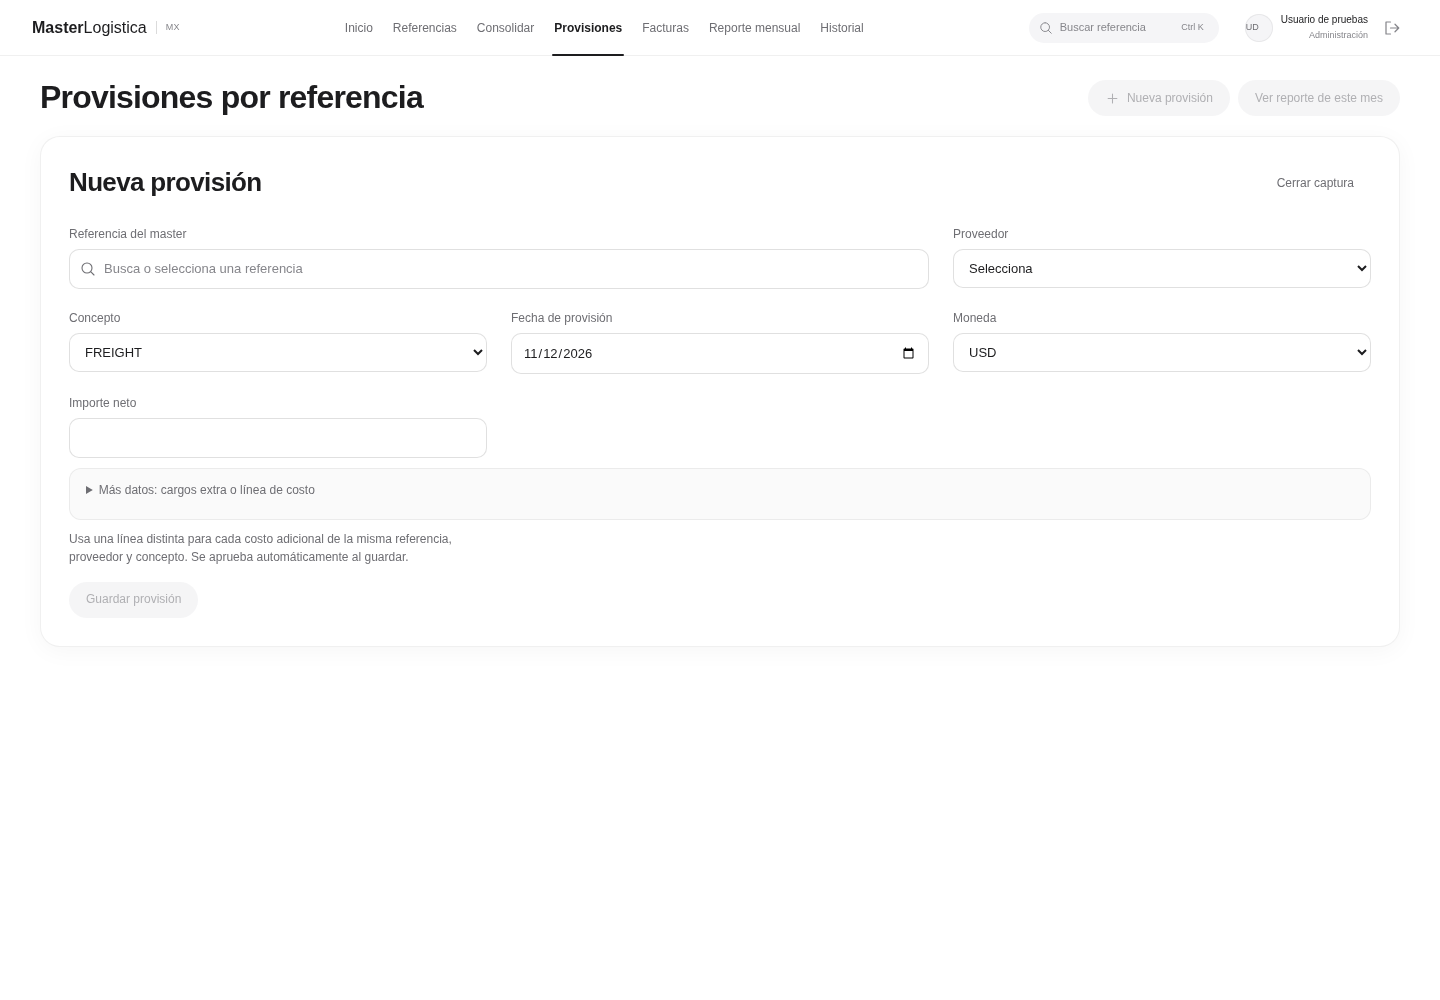 MasterLogistica MX
Inicio
Referencias
Consolidar
Provisiones
Facturas
Reporte mensual
Historial
Buscar referencia Ctrl K
UD
Usuario de pruebas
Administración
Provisiones por referencia
Nueva provisión
Ver reporte de este mes
Nueva provisión
Cerrar captura
Referencia del master
Busca o selecciona una referencia
Proveedor
Selecciona
Concepto
FREIGHT
Fecha de provisión
11/12/2026
Moneda
USD
Importe neto
Más datos: cargos extra o línea de costo
Usa una línea distinta para cada costo adicional de la misma referencia,
proveedor y concepto. Se aprueba automáticamente al guardar.
Guardar provisión